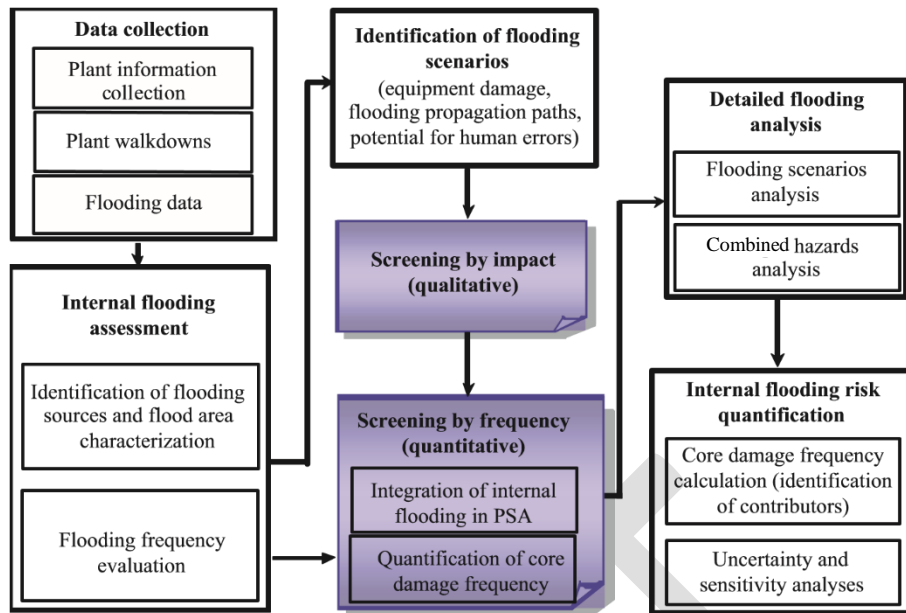 Data collection
Plant information
collection
Plant walkdowns
Flooding data
Internal flooding
assessment
Identification of flooding
sources and flood area
characterization
Flooding frequency
evaluation
Identification of flooding
scenarios
(equipment damage,
flooding propagation paths,
potential for human errors)
Screening by impact
(qualitative)
Screening by frequency
(quantitative)
Integration of internal
flooding in PSA
Quantification of core
damage frequency
Detailed flooding
analysis
Flooding scenarios
analysis
Combined hazards
analysis
Internal flooding risk
quantification
Core damage frequency
calculation (identification
of contributors)
Uncertainty and
sensitivity analyses